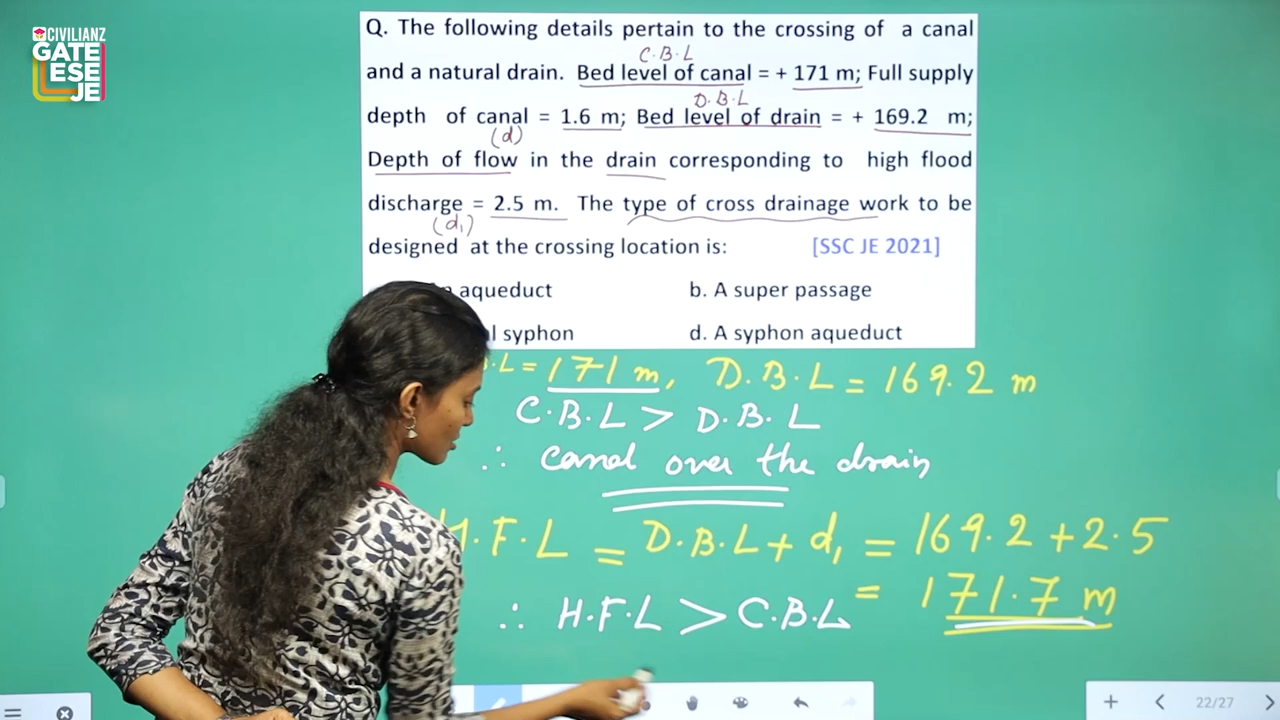 CIVILIANZ
GATE
ESE
JE
Q. The following details pertain to the crossing of a canal
C.B.L
and a natural drain. Bed level of canal = + 171 m; Full supply
D.B.L
depth of canal = 1.6 m; Bed level of drain = + 169.2 m;
(d)
Depth of flow in the drain corresponding to high flood
discharge = 2.5 m. The type of cross drainage work to be
(d₁)
designed at the crossing location is: [SSC JE 2021]
aqueduct b. A super passage
syphon d. A syphon aqueduct
.L = 171 m, D.B.L = 169.2 m
C.B.L > D.B.L
∴ canal over the drain
H.F.L = D.B.L + d₁ = 169.2 + 2.5
= 171.7 m
∴ H.F.L > C.B.L
22/27